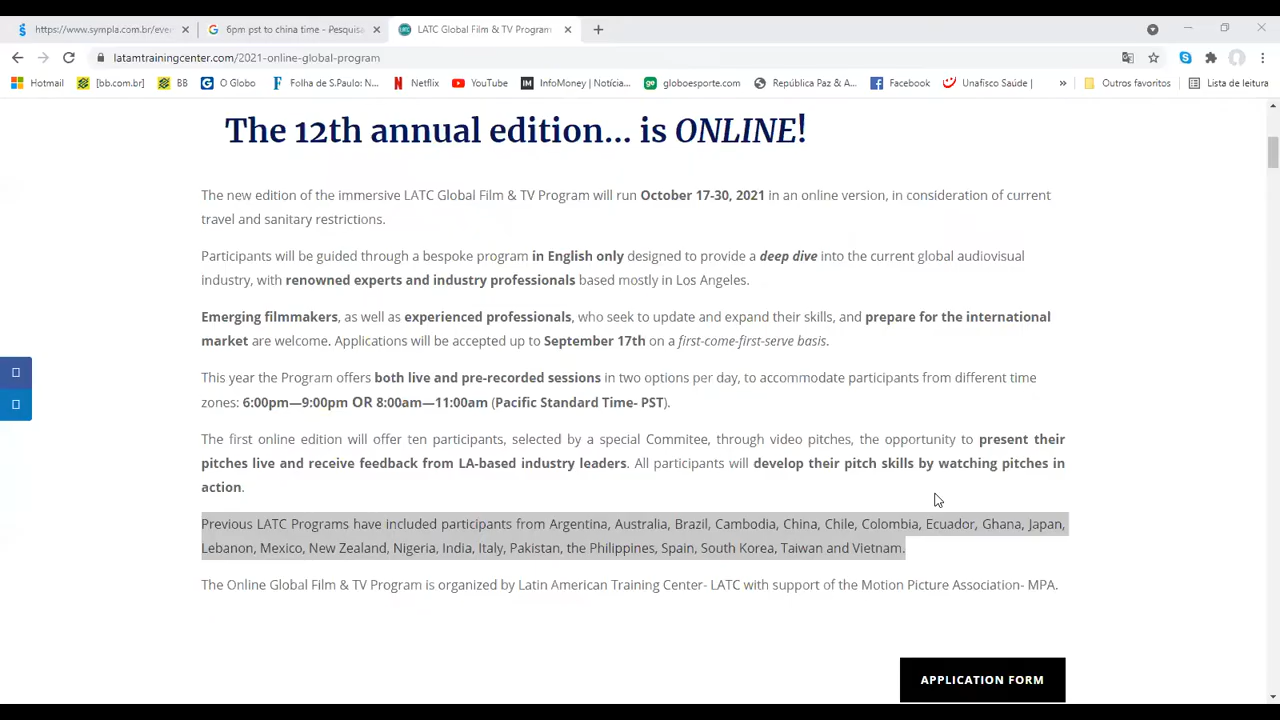 https://www.sympla.com.br/eve
6pm pst to china time - Pesquisa
LATC Global Film & TV Program
latamtrainingcenter.com/2021-online-global-program
Hotmail
[bb.com.br]
BB
O Globo
Folha de S.Paulo: N...
Netflix
YouTube
InfoMoney | Notícia...
globoesporte.com
República Paz & A...
Facebook
Unafisco Saúde |
»
Outros favoritos
Lista de leitura
The 12th annual edition... is ONLINE!
The new edition of the immersive LATC Global Film & TV Program will run October 17-30, 2021 in an online version, in consideration of current
travel and sanitary restrictions.
Participants will be guided through a bespoke program in English only designed to provide a deep dive into the current global audiovisual
industry, with renowned experts and industry professionals based mostly in Los Angeles.
Emerging filmmakers, as well as experienced professionals, who seek to update and expand their skills, and prepare for the international
market are welcome. Applications will be accepted up to September 17th on a first-come-first-serve basis.
This year the Program offers both live and pre-recorded sessions in two options per day, to accommodate participants from different time
zones: 6:00pm—9:00pm OR 8:00am—11:00am (Pacific Standard Time- PST).
The first online edition will offer ten participants, selected by a special Commitee, through video pitches, the opportunity to present their
pitches live and receive feedback from LA-based industry leaders. All participants will develop their pitch skills by watching pitches in
action.
Previous LATC Programs have included participants from Argentina, Australia, Brazil, Cambodia, China, Chile, Colombia, Ecuador, Ghana, Japan,
Lebanon, Mexico, New Zealand, Nigeria, India, Italy, Pakistan, the Philippines, Spain, South Korea, Taiwan and Vietnam.
The Online Global Film & TV Program is organized by Latin American Training Center- LATC with support of the Motion Picture Association- MPA.
APPLICATION FORM